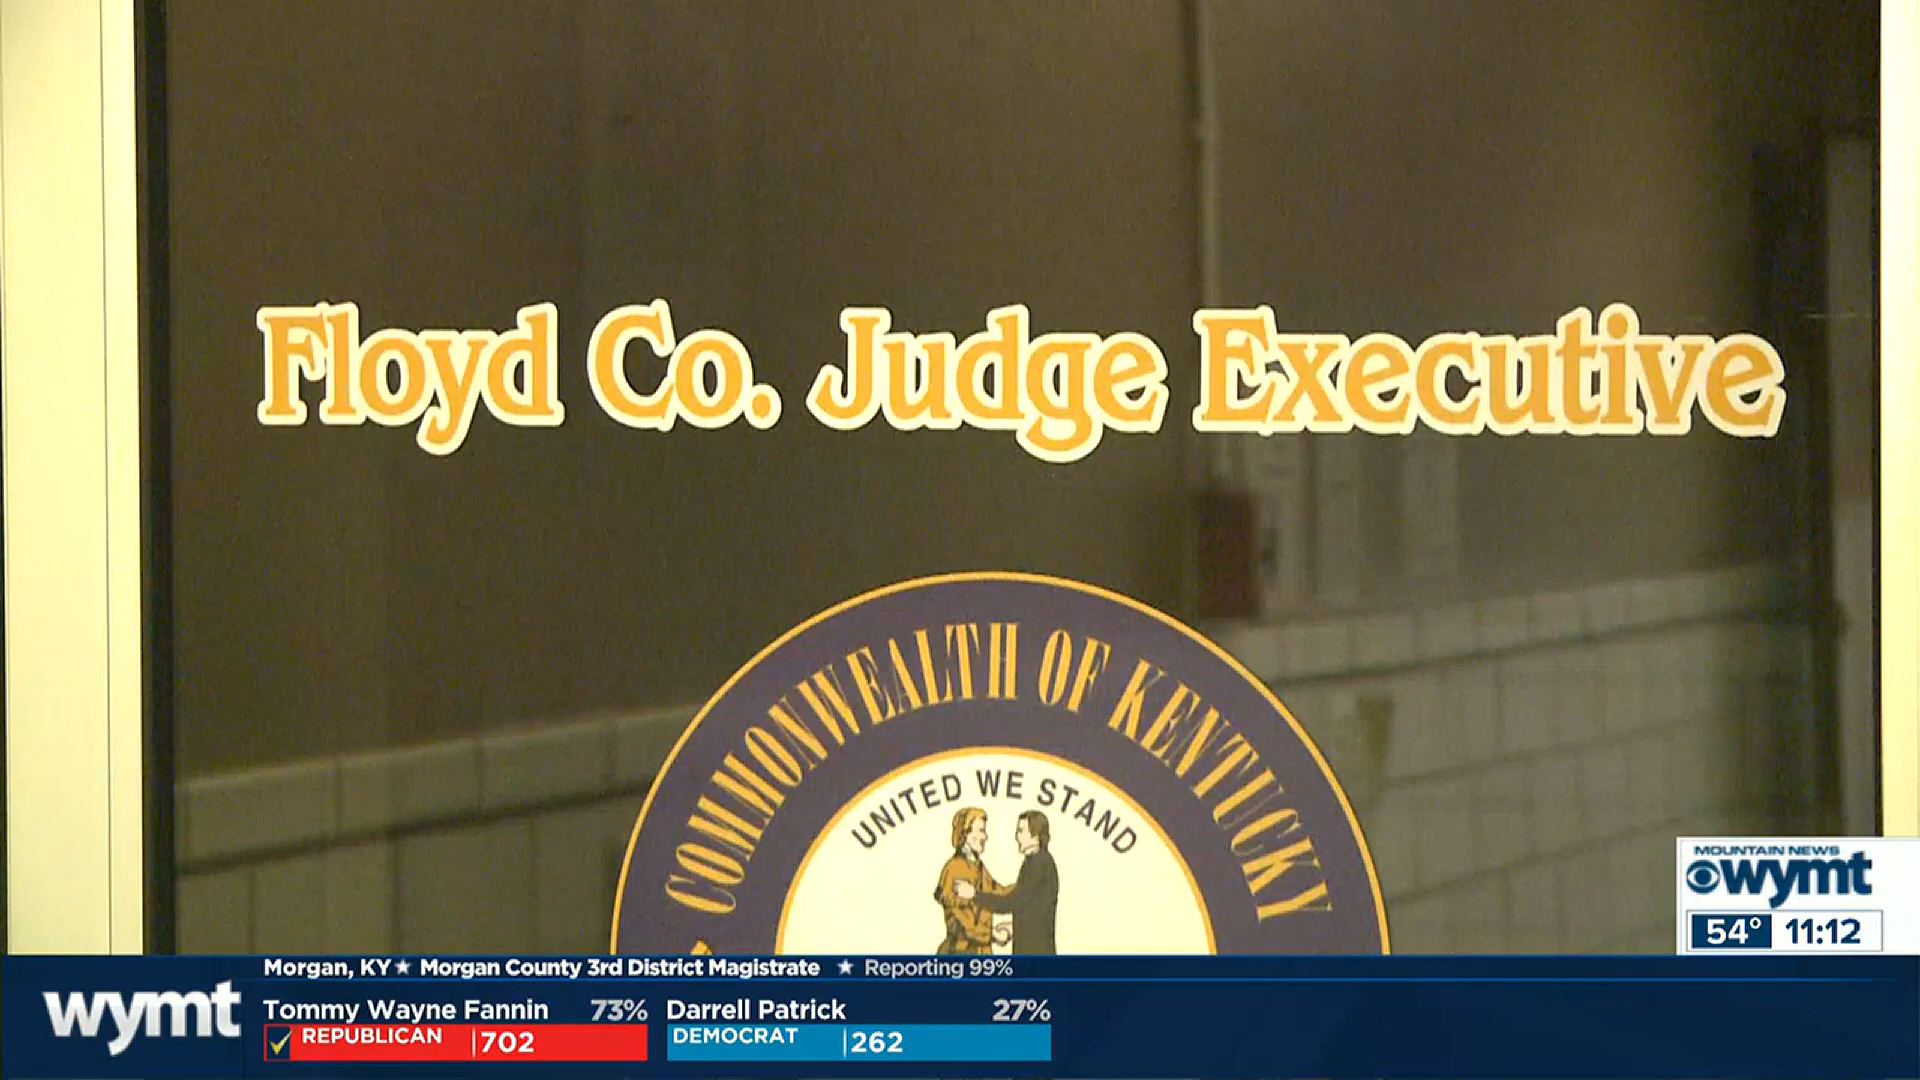 Floyd Co. Judge Executive
COMMONWEALTH OF KENTUCKY
UNITED WE STAND
MOUNTAIN NEWS
wymt
54° 11:12
Morgan, KY ★ Morgan County 3rd District Magistrate ★ Reporting 99%
wymt
Tommy Wayne Fannin 73% Darrell Patrick 27%
REPUBLICAN 702 DEMOCRAT 262